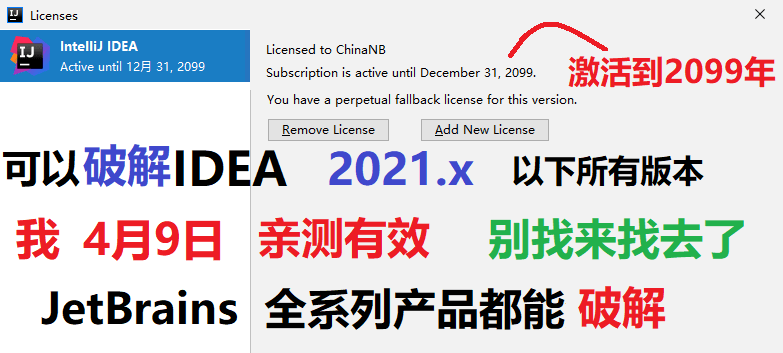 Licenses
IntelliJ IDEA
Active until 12月 31, 2099
Licensed to ChinaNB
Subscription is active until December 31, 2099.
激活到2099年
You have a perpetual fallback license for this version.
Remove License
Add New License
可以破解IDEA 2021.x 以下所有版本
我 4月9日 亲测有效 别找来找去了
JetBrains 全系列产品都能 破解